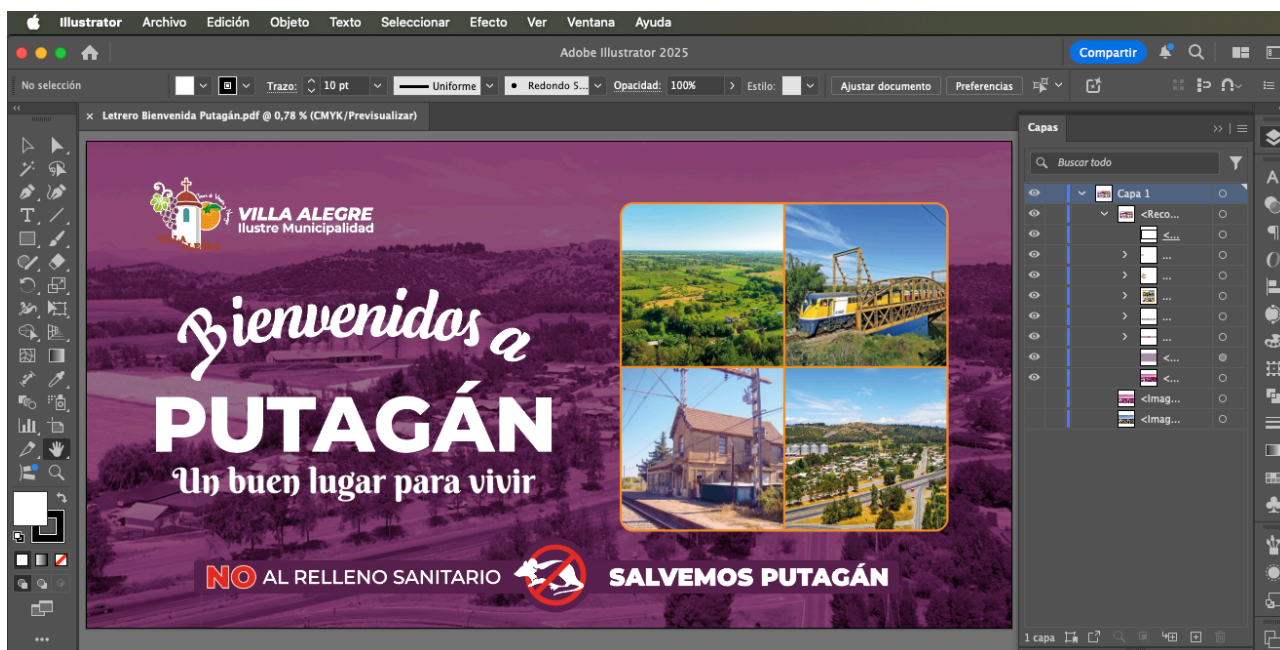 Illustrator Archivo Edición Objeto Texto Seleccionar Efecto Ver Ventana Ayuda
Adobe Illustrator 2025
Compartir
No selección
Trazo: 10 pt
Uniforme
Redondo 5...
Opacidad: 100%
Estilo:
Ajustar documento
Preferencias
× Letrero Bienvenida Putagán.pdf @ 0,78 % (CMYK/Previsualizar)
VILLA ALEGRE
Ilustre Municipalidad
VILLA ALEGRE
Bienvenidos a
PUTAGÁN
Un buen lugar para vivir
NO AL RELLENO SANITARIO
SALVEMOS PUTAGÁN
Capas
Buscar todo
Capa 1
<Reco...
<...
...
...
...
...
...
<...
<...
<Imag...
<Imag...
1 capa